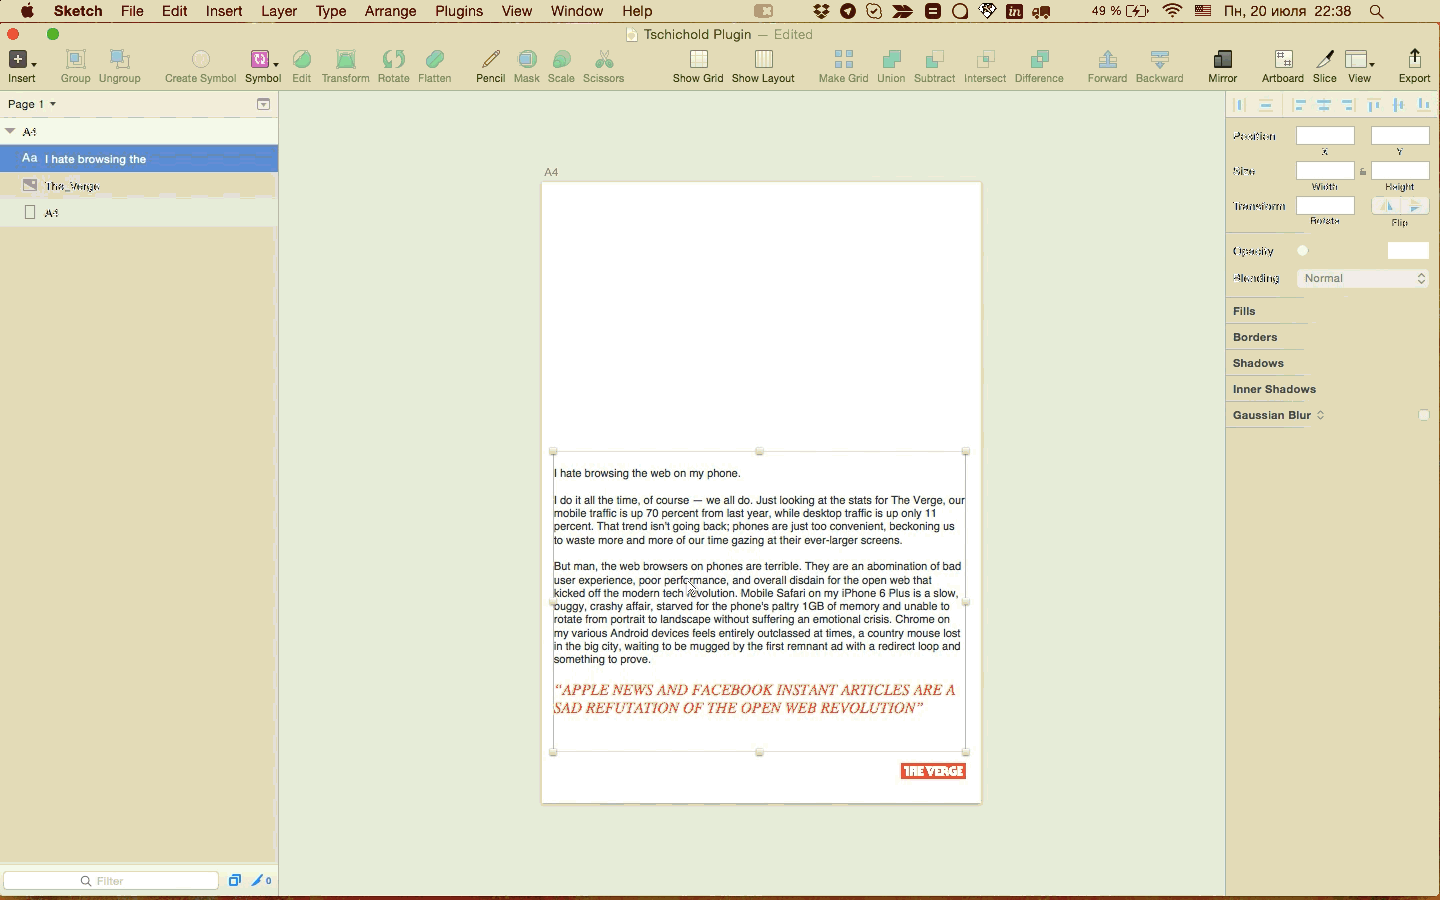 Sketch File Edit Insert Layer Type Arrange Plugins View Window Help
in 49 % Пн, 20 июля 22:38
Tschichold Plugin — Edited
Insert Group Ungroup Create Symbol Symbol Edit Transform Rotate Flatten Pencil Mask Scale Scissors Show Grid Show Layout Make Grid Union Subtract Intersect Difference Forward Backward Mirror Artboard Slice View Export
Page 1
A4
Aa I hate browsing the
The_Verge
A4
Filter
0
A4
I hate browsing the web on my phone.
I do it all the time, of course — we all do. Just looking at the stats for The Verge, our
mobile traffic is up 70 percent from last year, while desktop traffic is up only 11
percent. That trend isn't going back; phones are just too convenient, beckoning us
to waste more and more of our time gazing at their ever-larger screens.
But man, the web browsers on phones are terrible. They are an abomination of bad
user experience, poor performance, and overall disdain for the open web that
kicked off the modern tech revolution. Mobile Safari on my iPhone 6 Plus is a slow,
buggy, crashy affair, starved for the phone's paltry 1GB of memory and unable to
rotate from portrait to landscape without suffering an emotional crisis. Chrome on
my various Android devices feels entirely outclassed at times, a country mouse lost
in the big city, waiting to be mugged by the first remnant ad with a redirect loop and
something to prove.
“APPLE NEWS AND FACEBOOK INSTANT ARTICLES ARE A
SAD REFUTATION OF THE OPEN WEB REVOLUTION”
THE VERGE
Position
X Y
Size
Width Height
Transform
Rotate Flip
Opacity
Blending Normal
Fills
Borders
Shadows
Inner Shadows
Gaussian Blur